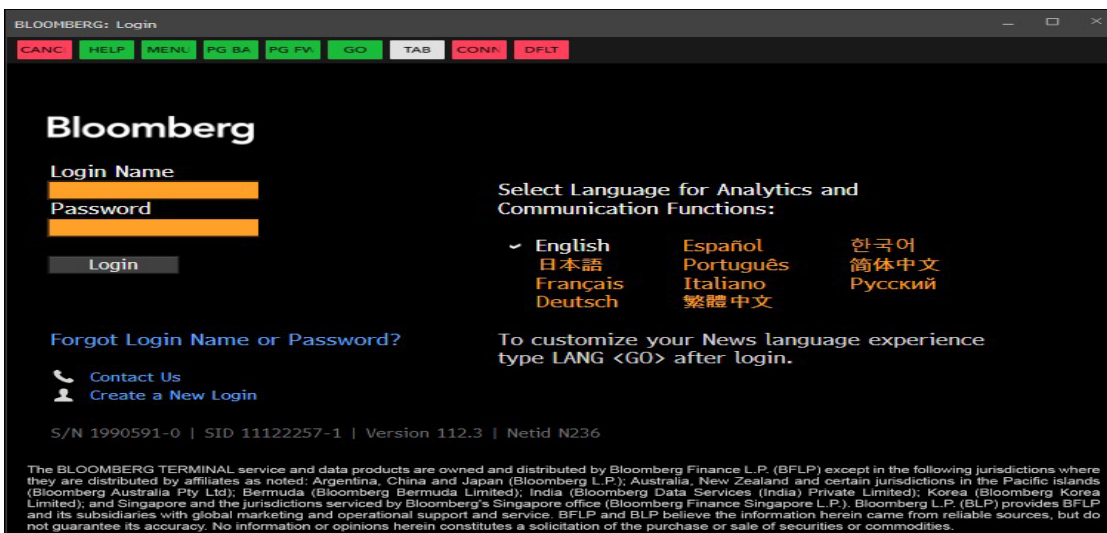 BLOOMBERG: Login
CANC HELP MENU PG BA PG FW GO TAB CONN DFLT
Bloomberg
Login Name
Password
Login
Select Language for Analytics and
Communication Functions:
English Español 한국어
日本語 Português 简体中文
Français Italiano Русский
Deutsch 繁體中文
Forgot Login Name or Password?
To customize your News language experience
type LANG <GO> after login.
Contact Us
Create a New Login
S/N 1990591-0 | SID 11122257-1 | Version 112.3 | Netid N236
The BLOOMBERG TERMINAL service and data products are owned and distributed by Bloomberg Finance L.P. (BFLP) except in the following jurisdictions where
they are distributed by affiliates as noted: Argentina, China and Japan (Bloomberg L.P.); Australia, New Zealand and certain jurisdictions in the Pacific islands
(Bloomberg Australia Pty Ltd); Bermuda (Bloomberg Bermuda Limited); India (Bloomberg Data Services (India) Private Limited); Korea (Bloomberg Korea
Limited); and Singapore and the jurisdictions serviced by Bloomberg's Singapore office (Bloomberg Finance Singapore L.P.). Bloomberg L.P. (BLP) provides BFLP
and its subsidiaries with global marketing and operational support and service. BFLP and BLP believe the information herein came from reliable sources, but do
not guarantee its accuracy. No information or opinions herein constitutes a solicitation of the purchase or sale of securities or commodities.